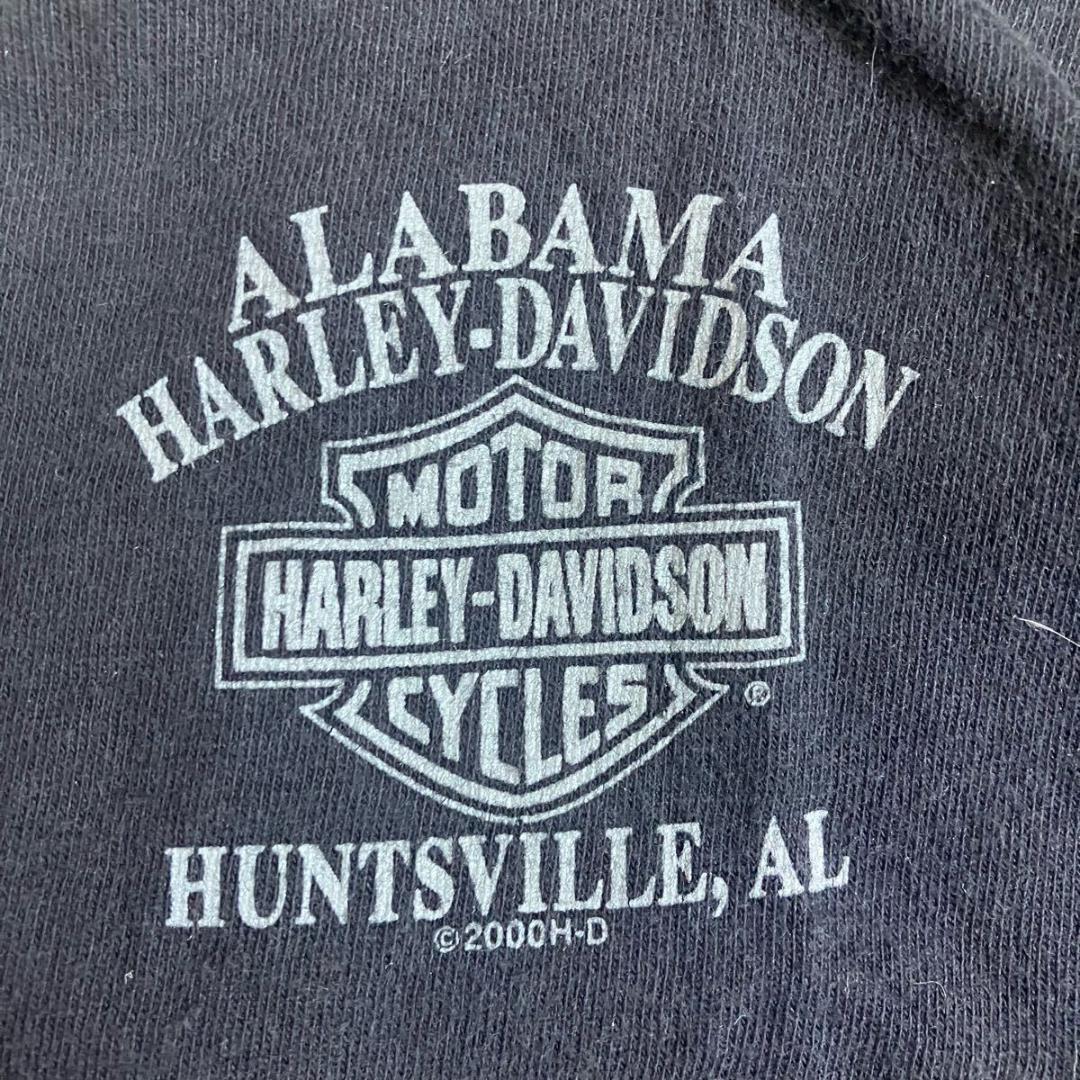 ALABAMA
HARLEY-DAVIDSON
MOTOR
HARLEY-DAVIDSON
CYCLES
®
HUNTSVILLE, AL
©2000H-D